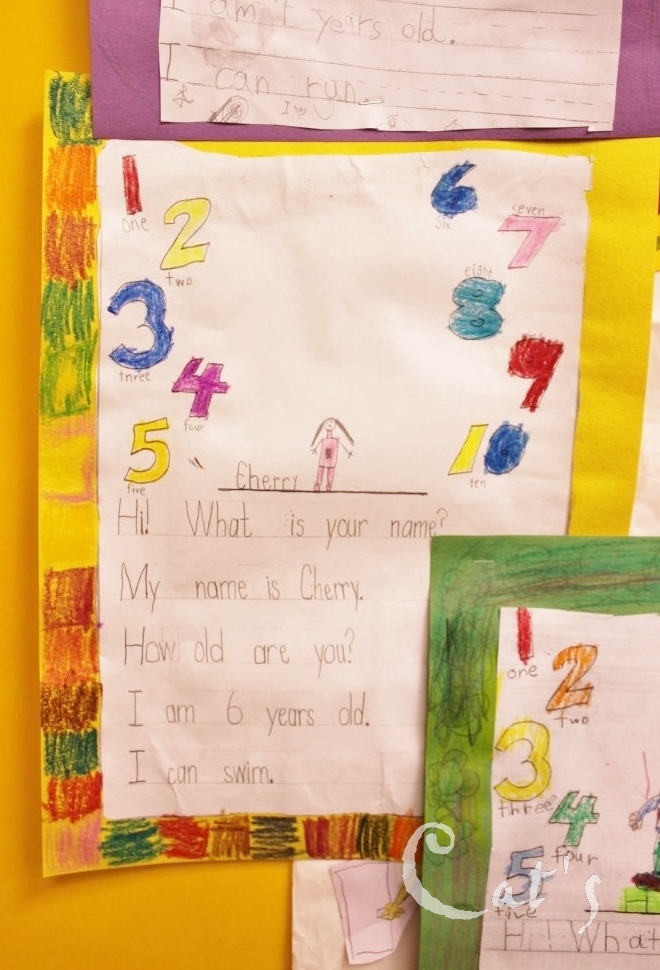 I am 7 years old.
I can run.
1 one
2 two
3 three
4 four
5 five
6 six
7 seven
8 eight
9
10 ten
Cherry
Hi! What is your name?
My name is Cherry.
How old are you?
I am 6 years old.
I can swim.
1 one
2 two
3 three
4 four
5 five
Hi! What
Cat's